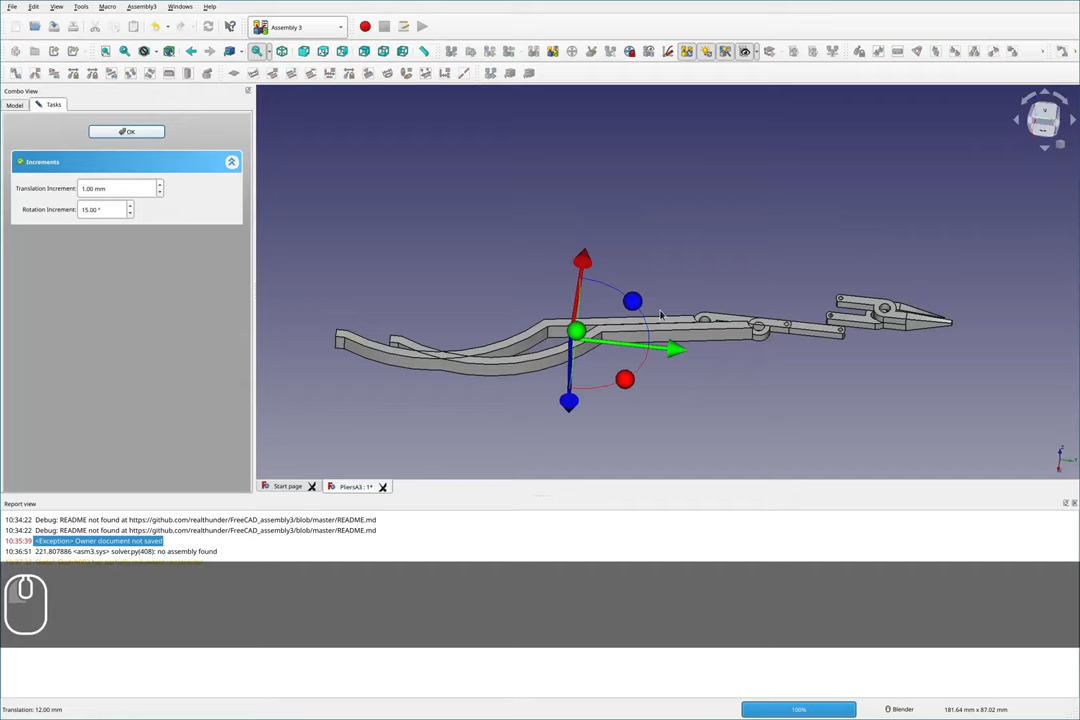 File Edit View Tools Macro Assembly3 Windows Help
Assembly 3
Combo View
Model Tasks
OK
Increments
Translation Increment: 1.00 mm
Rotation Increment: 15.00 °
Start page
PliersA3 : 1*
Report view
10:34:22 Debug: README not found at https://github.com/realthunder/FreeCAD_assembly3/blob/master/README.md
10:34:22 Debug: README not found at https://github.com/realthunder/FreeCAD_assembly3/blob/master/README.md
10:35:39 <Exception> Owner document not saved
10:36:51 221.807886 <asm3.sys> solver.py(408): no assembly found
Translation: 12.00 mm
100%
Blender
181.64 mm x 87.02 mm